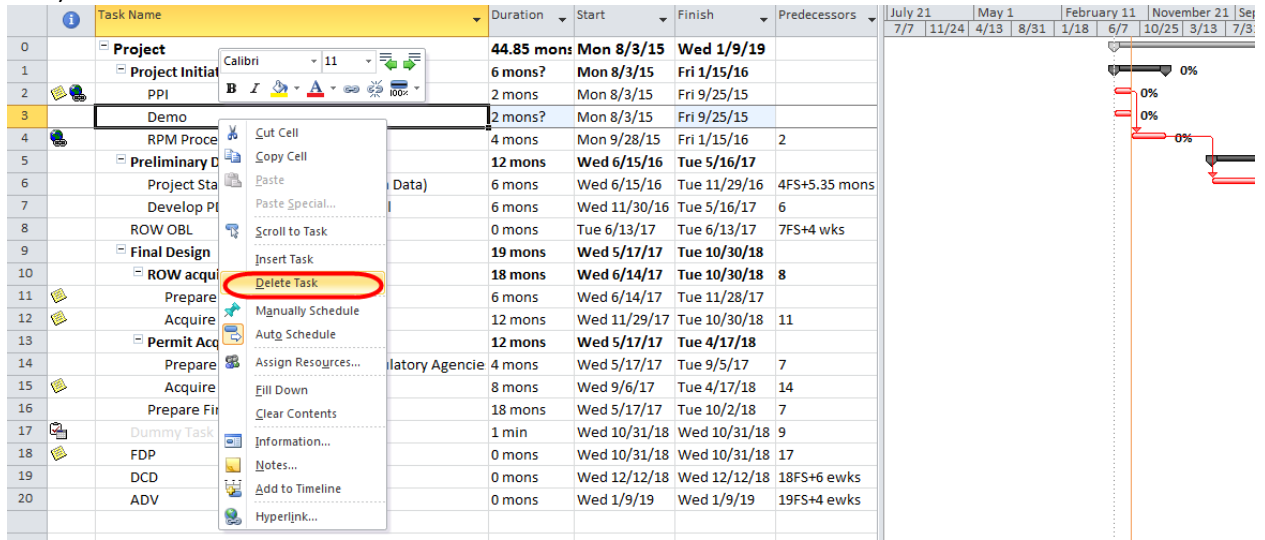 Task Name Duration Start Finish Predecessors July 21 May 1 February 11 November 21 Sep
7/7 11/24 4/13 8/31 1/18 6/7 10/25 3/13 7/3
0 Project 44.85 mons Mon 8/3/15 Wed 1/9/19
Calibri 11
1 Project Initiat 6 mons? Mon 8/3/15 Fri 1/15/16 0%
B I 100%
2 PPI 2 mons Mon 8/3/15 Fri 9/25/15 0%
3 Demo 2 mons? Mon 8/3/15 Fri 9/25/15 0%
Cut Cell
4 RPM Proce 4 mons Mon 9/28/15 Fri 1/15/16 2 0%
Copy Cell
5 Preliminary D 12 mons Wed 6/15/16 Tue 5/16/17
Paste
6 Project Sta Data) 6 mons Wed 6/15/16 Tue 11/29/16 4FS+5.35 mons
Paste Special...
7 Develop 6 mons Wed 11/30/16 Tue 5/16/17 6
8 ROW OBL 0 mons Tue 6/13/17 Tue 6/13/17 7FS+4 wks
Scroll to Task
9 Final Design 19 mons Wed 5/17/17 Tue 10/30/18
Insert Task
10 ROW acqui 18 mons Wed 6/14/17 Tue 10/30/18 8
Delete Task
11 Prepare 6 mons Wed 6/14/17 Tue 11/28/17
Manually Schedule
12 Acquire 12 mons Wed 11/29/17 Tue 10/30/18 11
Auto Schedule
13 Permit Acq 12 mons Wed 5/17/17 Tue 4/17/18
Assign Resources...
14 Prepare ulatory Agencie 4 mons Wed 5/17/17 Tue 9/5/17 7
15 Acquire 8 mons Wed 9/6/17 Tue 4/17/18 14
Fill Down
16 Prepare Fin 18 mons Wed 5/17/17 Tue 10/2/18 7
Clear Contents
17 Dummy Task 1 min Wed 10/31/18 Wed 10/31/18 9
Information...
18 FDP 0 mons Wed 10/31/18 Wed 10/31/18 17
Notes...
19 DCD 0 mons Wed 12/12/18 Wed 12/12/18 18FS+6 ewks
Add to Timeline
20 ADV 0 mons Wed 1/9/19 Wed 1/9/19 19FS+4 ewks
Hyperlink...